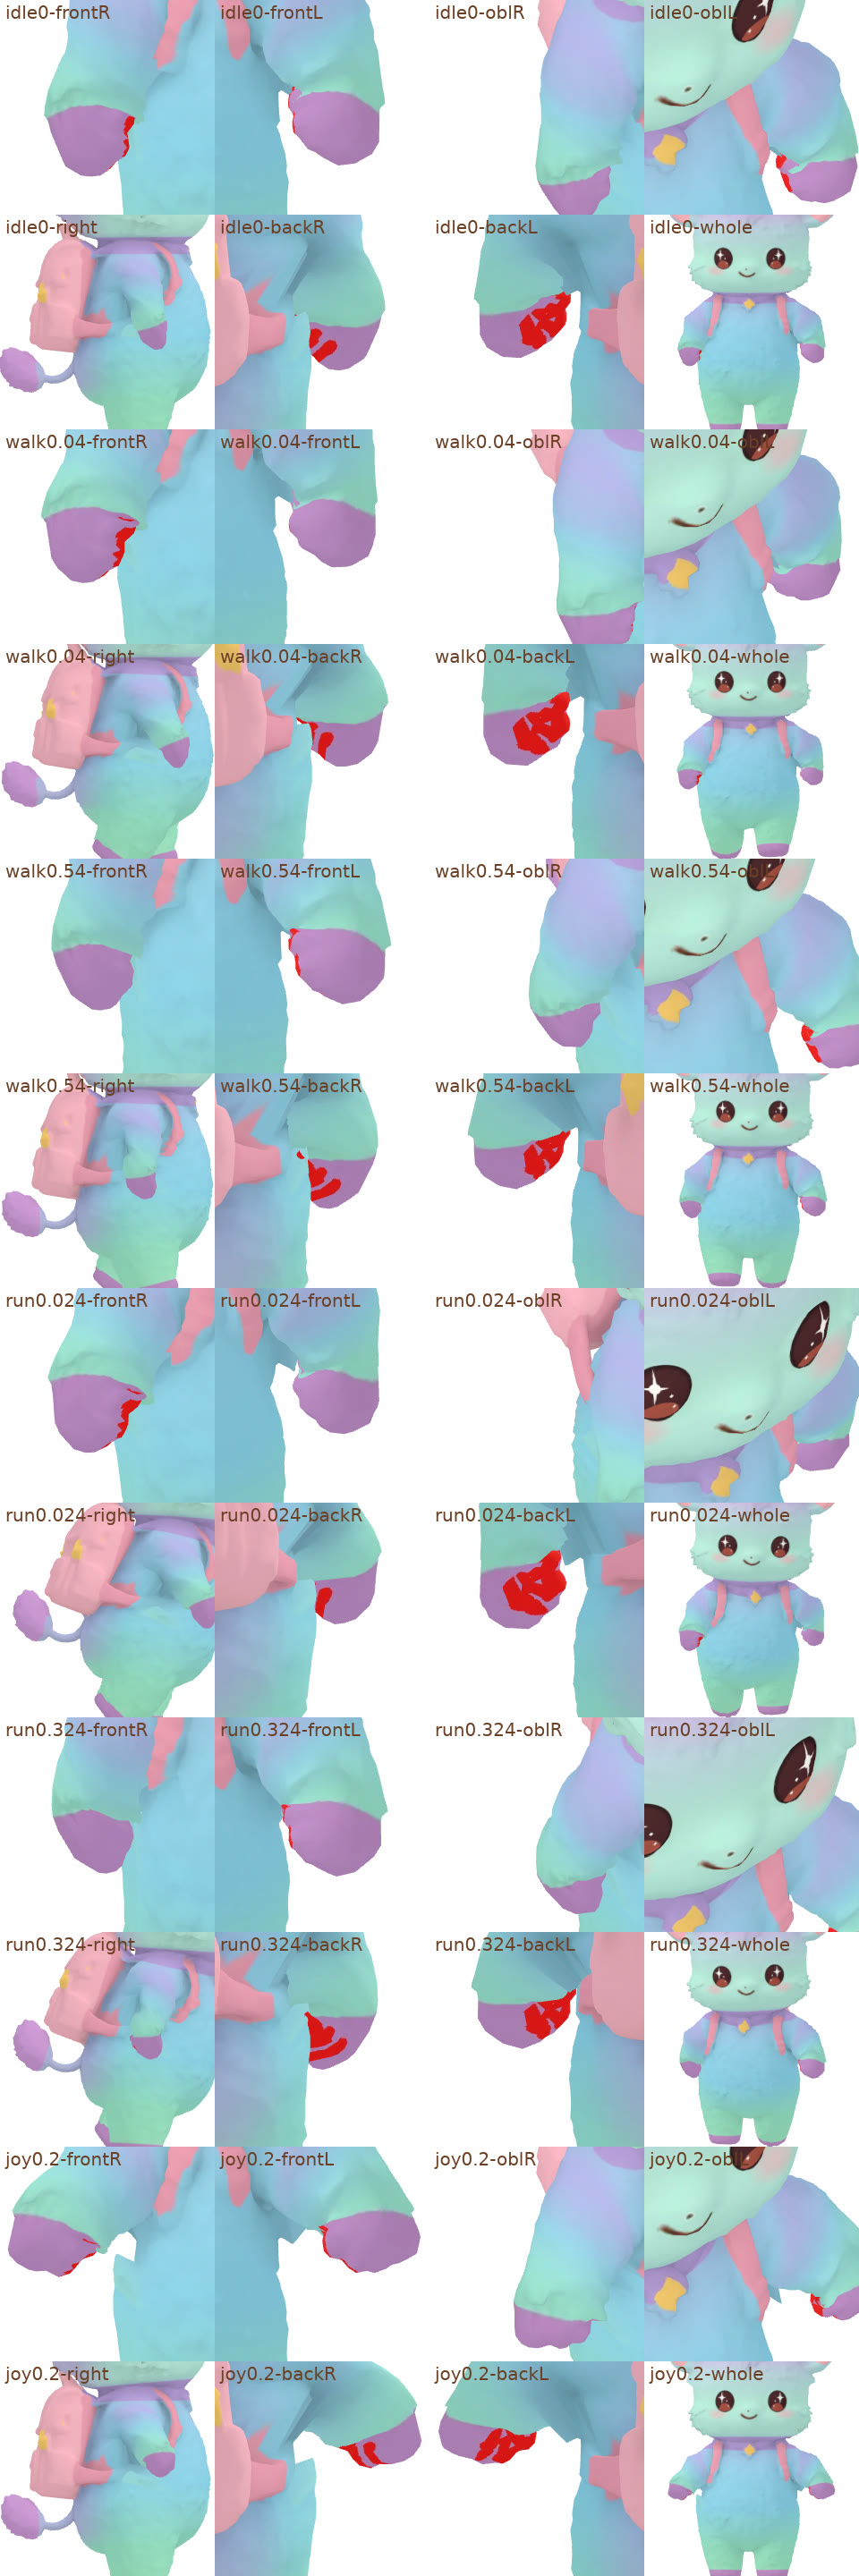 idle0-frontR
idle0-frontL
idle0-oblR
idle0-oblL
idle0-right
idle0-backR
idle0-backL
idle0-whole
walk0.04-frontR
walk0.04-frontL
walk0.04-oblR
walk0.04-oblL
walk0.04-right
walk0.04-backR
walk0.04-backL
walk0.04-whole
walk0.54-frontR
walk0.54-frontL
walk0.54-oblR
walk0.54-oblL
walk0.54-right
walk0.54-backR
walk0.54-backL
walk0.54-whole
run0.024-frontR
run0.024-frontL
run0.024-oblR
run0.024-oblL
run0.024-right
run0.024-backR
run0.024-backL
run0.024-whole
run0.324-frontR
run0.324-frontL
run0.324-oblR
run0.324-oblL
run0.324-right
run0.324-backR
run0.324-backL
run0.324-whole
joy0.2-frontR
joy0.2-frontL
joy0.2-oblR
joy0.2-oblL
joy0.2-right
joy0.2-backR
joy0.2-backL
joy0.2-whole